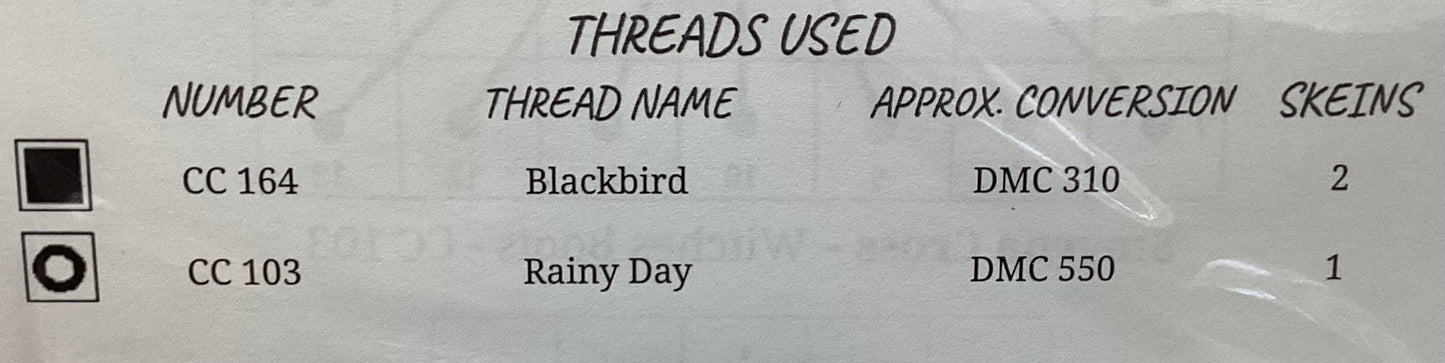 THREADS USED
NUMBER THREAD NAME APPROX. CONVERSION SKEINS
CC 164 Blackbird DMC 310 2
CC 103 Rainy Day DMC 550 1